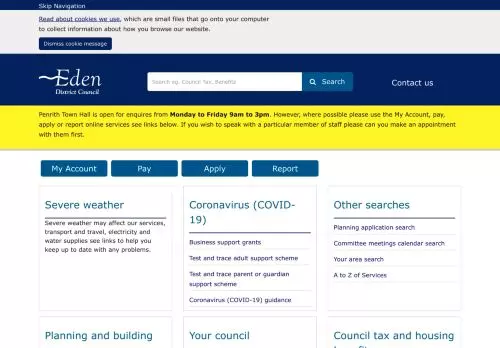 Skip Navigation
Read about cookies we use, which are small files that go onto your computer
to collect information about how you browse our website.
Dismiss cookie message
Eden
District Council
Search eg. Council Tax, Benefits
Search
Contact us
Penrith Town Hall is open for enquires from Monday to Friday 9am to 3pm. However, where possible please use the My Account, pay,
apply or report online services see links below. If you wish to speak with a particular member of staff please can you make an appointment
with them first.
My Account
Pay
Apply
Report
Severe weather
Severe weather may affect our services,
transport and travel, electricity and
water supplies see links to help you
keep up to date with any problems.
Coronavirus (COVID-
19)
Business support grants
Test and trace adult support scheme
Test and trace parent or guardian
support scheme
Coronavirus (COVID-19) guidance
Other searches
Planning application search
Committee meetings calendar search
Your area search
A to Z of Services
Planning and building
Your council
Council tax and housing